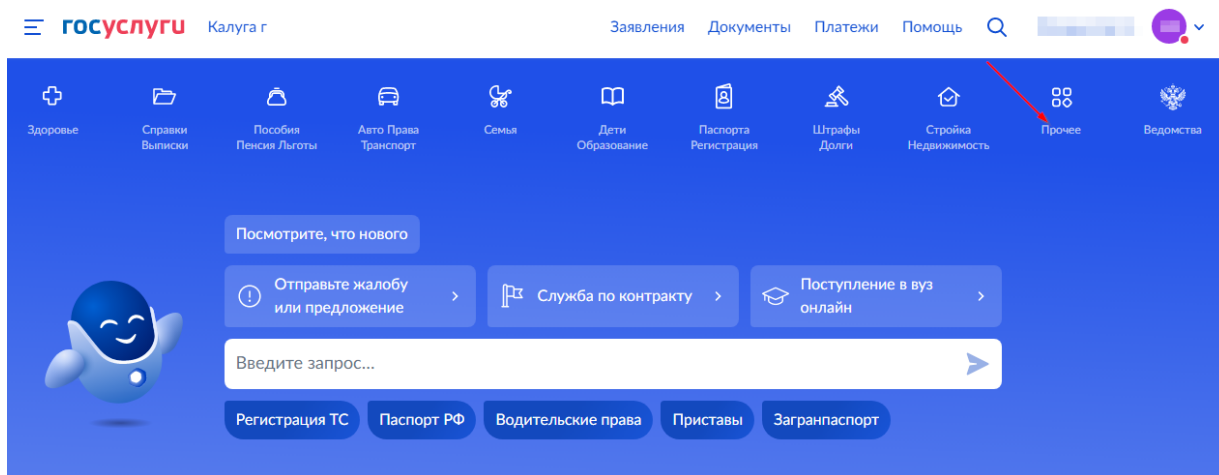 госуслуги Калуга г Заявления Документы Платежи Помощь
Здоровье
Справки
Выписки
Пособия
Пенсия Льготы
Авто Права
Транспорт
Семья
Дети
Образование
Паспорта
Регистрация
Штрафы
Долги
Стройка
Недвижимость
Прочее
Ведомства
Посмотрите, что нового
Отправьте жалобу
или предложение
Служба по контракту
Поступление в вуз
онлайн
Введите запрос...
Регистрация ТС Паспорт РФ Водительские права Приставы Загранпаспорт